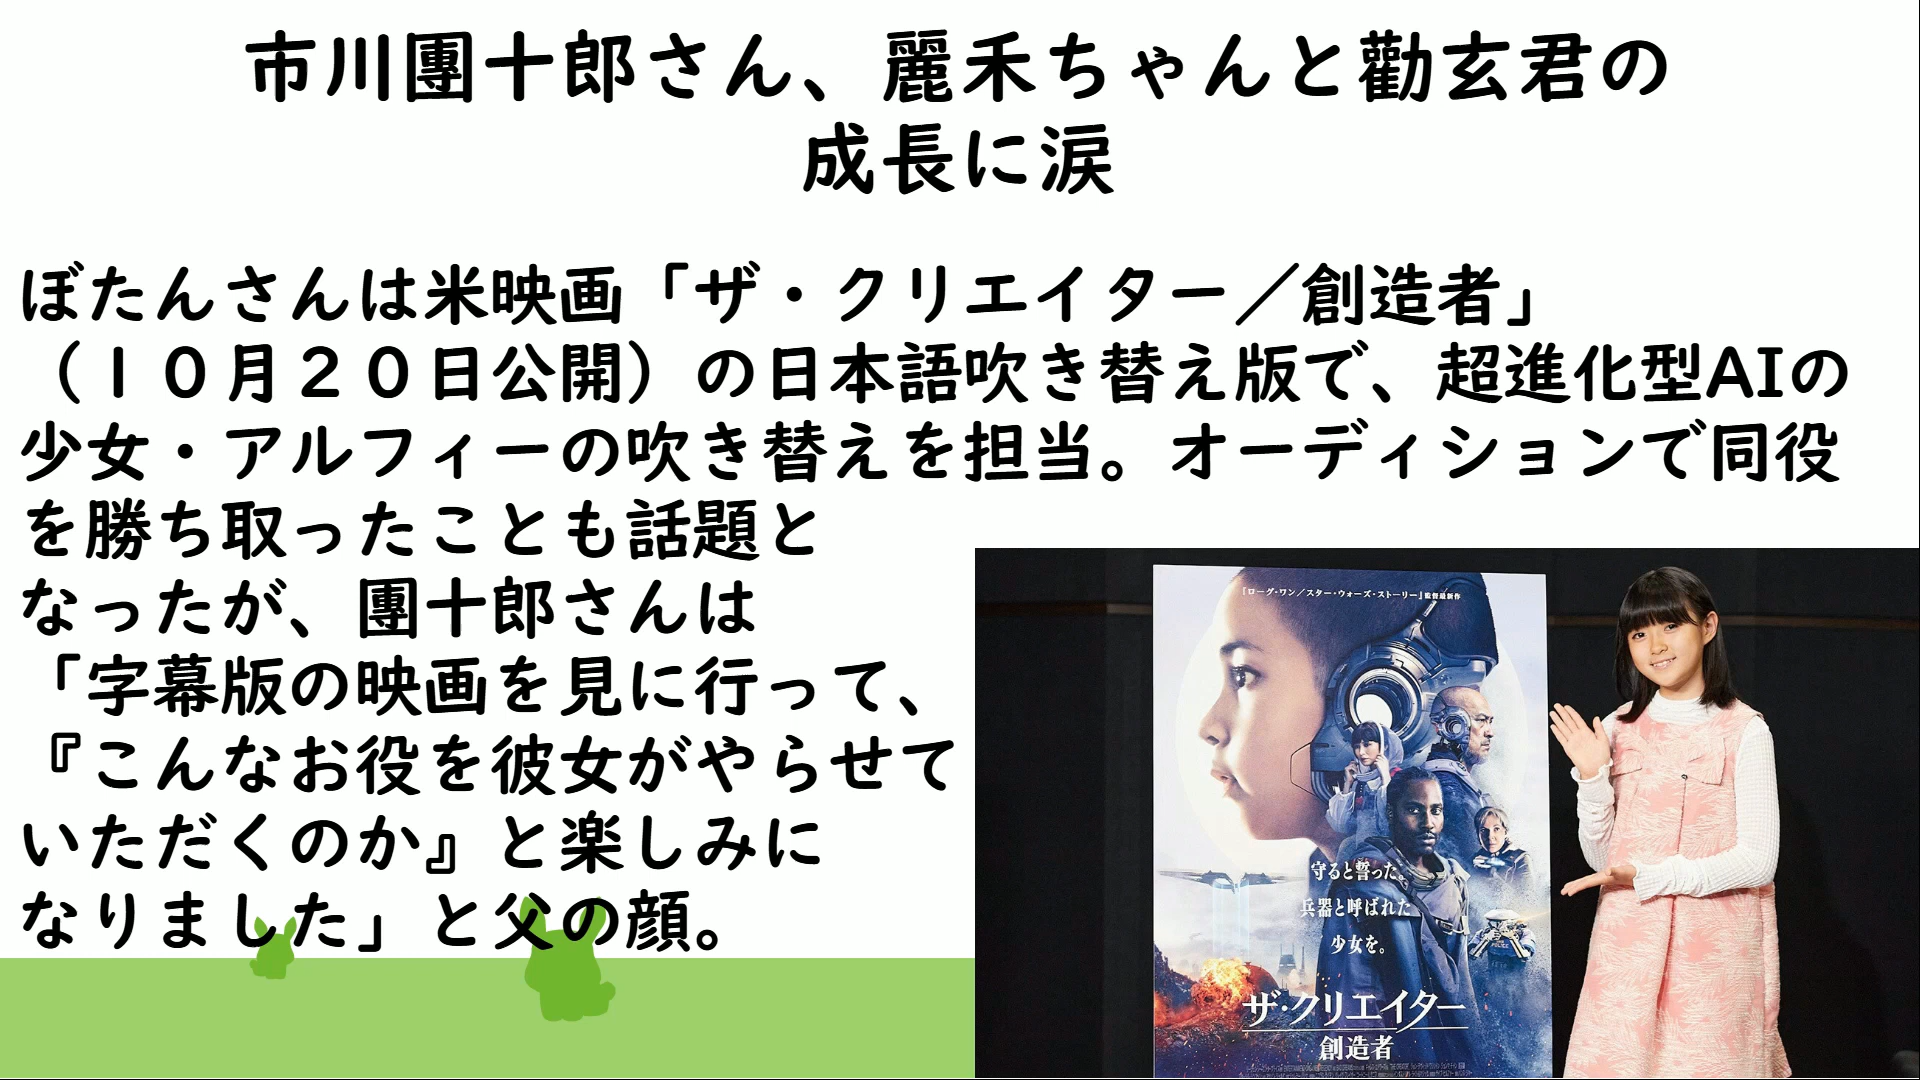 市川團十郎さん、麗禾ちゃんと勸玄君の
成長に涙
ぼたんさんは米映画「ザ・クリエイター／創造者」
（１０月２０日公開）の日本語吹き替え版で、超進化型AIの
少女・アルフィーの吹き替えを担当。オーディションで同役
を勝ち取ったことも話題と
なったが、團十郎さんは
「字幕版の映画を見に行って、
『こんなお役を彼女がやらせて
いただくのか』と楽しみに
なりました」と父の顔。
『ローグ・ワン／スター・ウォーズ・ストーリー』監督最新作
守ると誓った。
兵器と呼ばれた
少女を。
ザ・クリエイター
創造者